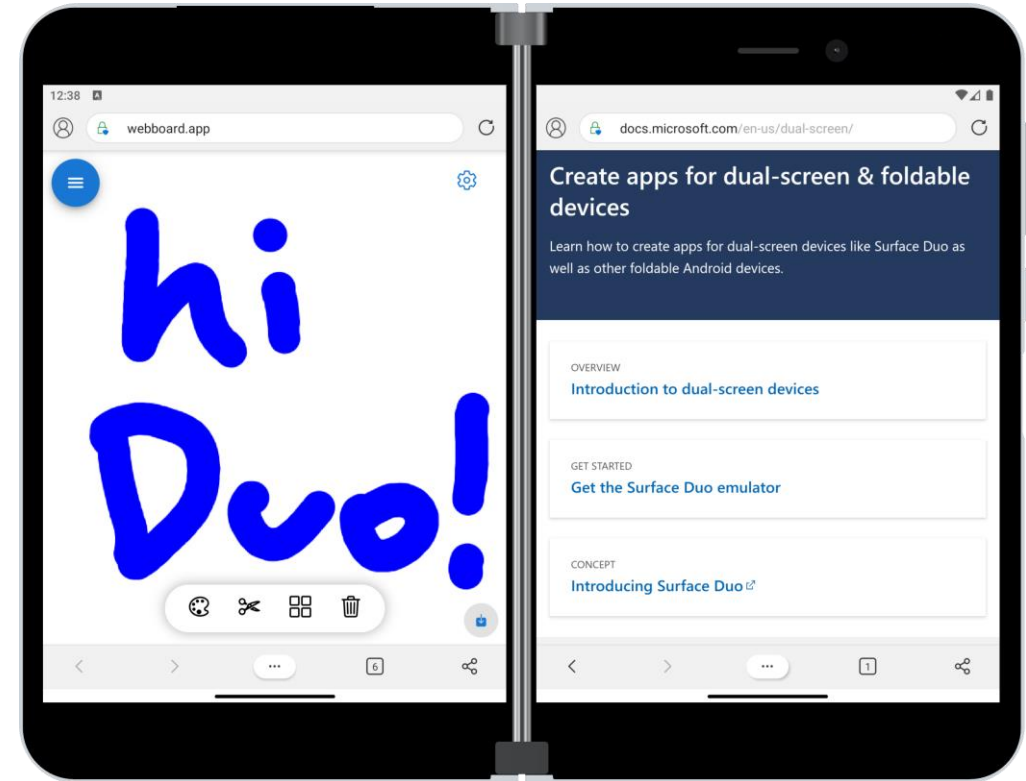 12:38
webboard.app
hi
Duo!
6
docs.microsoft.com/en-us/dual-screen/
Create apps for dual-screen & foldable
devices
Learn how to create apps for dual-screen devices like Surface Duo as
well as other foldable Android devices.
OVERVIEW
Introduction to dual-screen devices
GET STARTED
Get the Surface Duo emulator
CONCEPT
Introducing Surface Duo
1